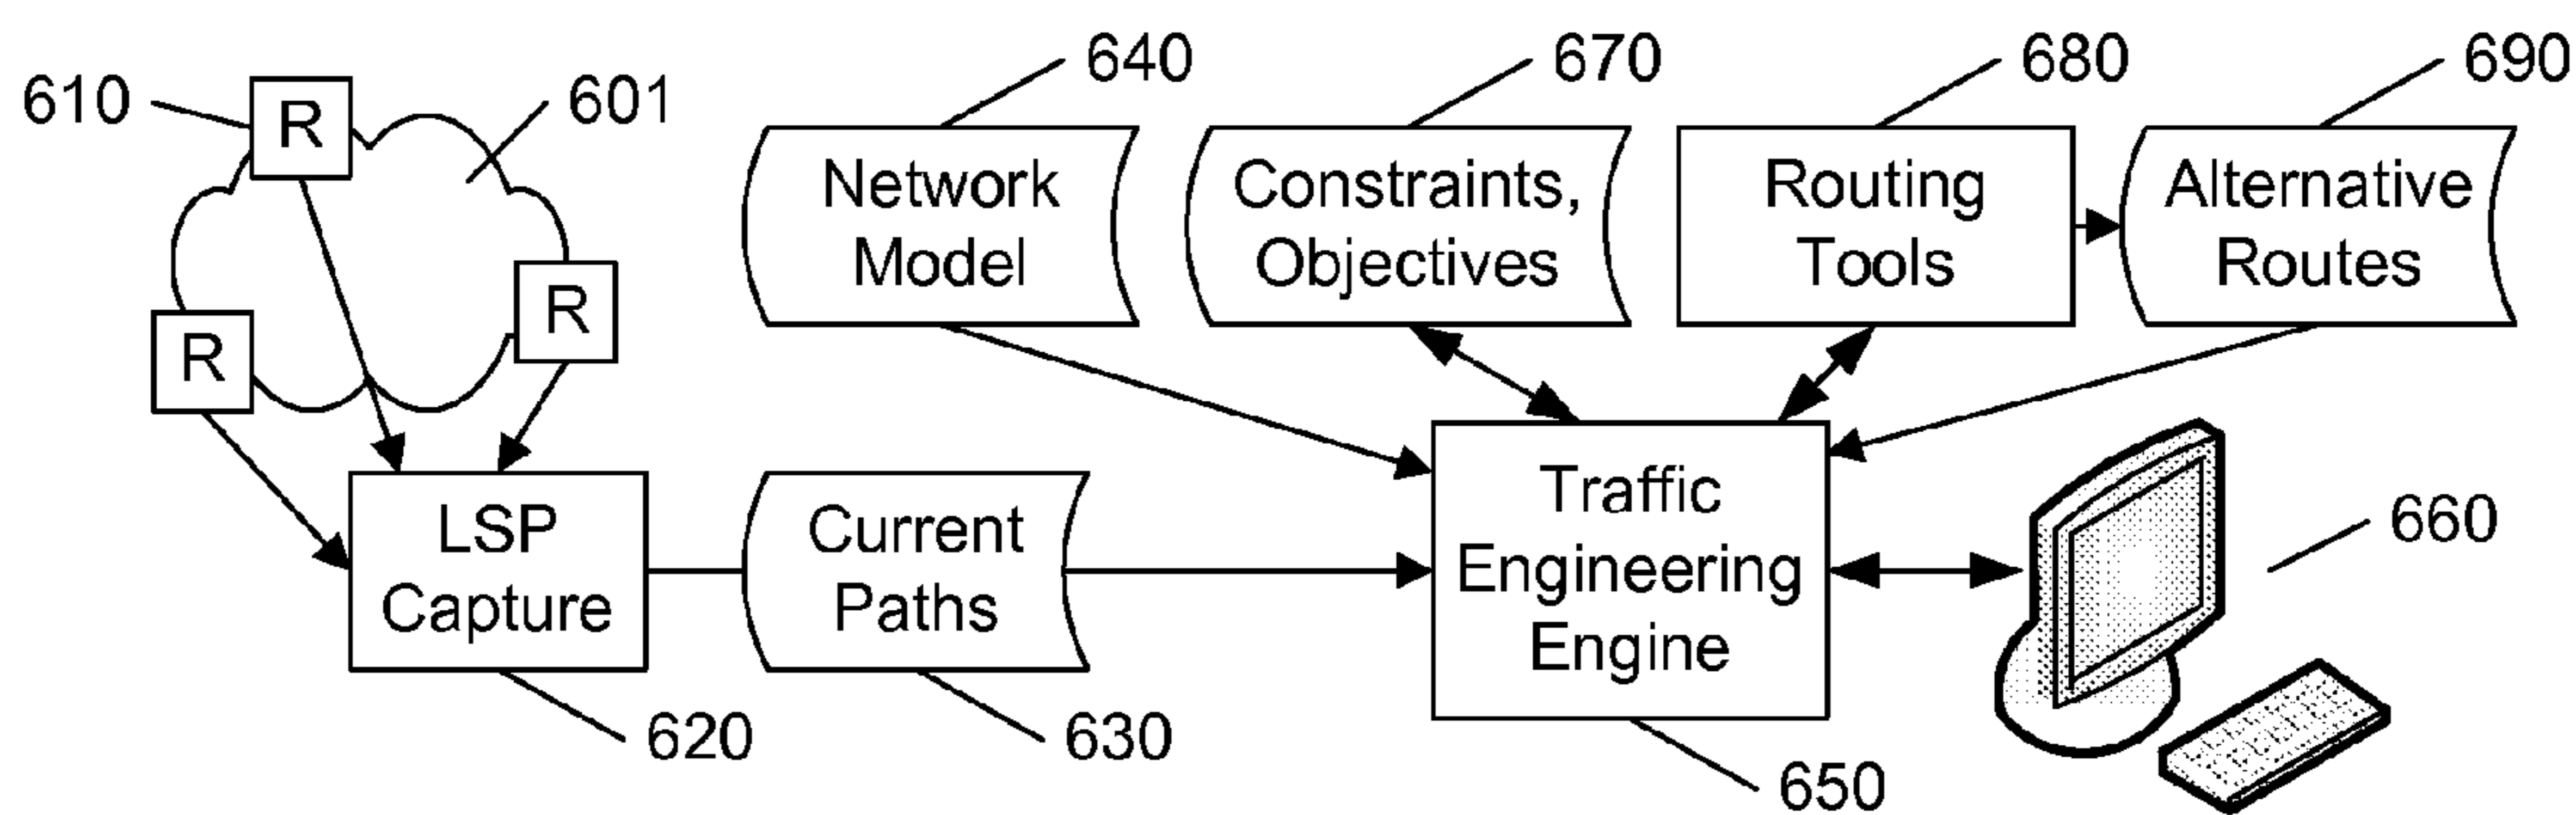 640
670
680
690
610
R
601
Network
Model
Constraints,
Objectives
Routing
Tools
Alternative
Routes
R
R
LSP
Capture
Current
Paths
Traffic
Engineering
Engine
660
620
630
650